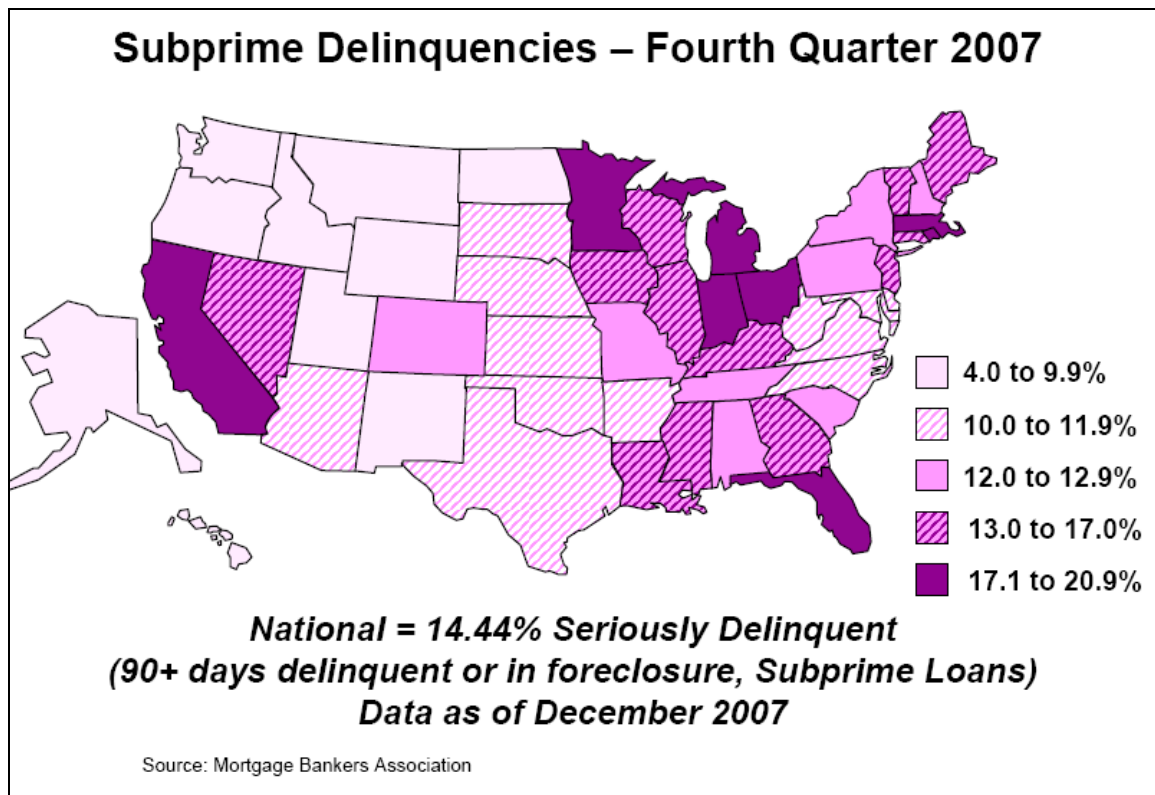 Subprime Delinquencies – Fourth Quarter 2007
4.0 to 9.9%
10.0 to 11.9%
12.0 to 12.9%
13.0 to 17.0%
17.1 to 20.9%
National = 14.44% Seriously Delinquent
(90+ days delinquent or in foreclosure, Subprime Loans)
Data as of December 2007
Source: Mortgage Bankers Association